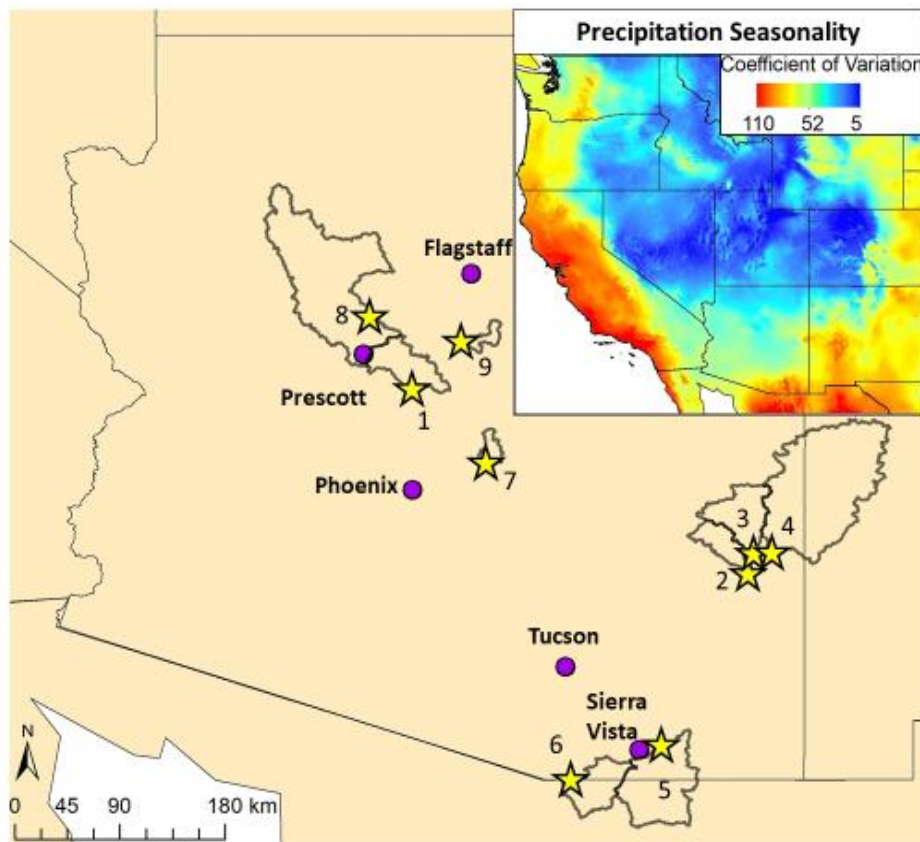 Precipitation Seasonality
Coefficient of Variation
110 52 5
Flagstaff
8
9
Prescott
1
Phoenix
7
3 4
2
Tucson
Sierra
Vista
6
5
N
0 45 90 180 km